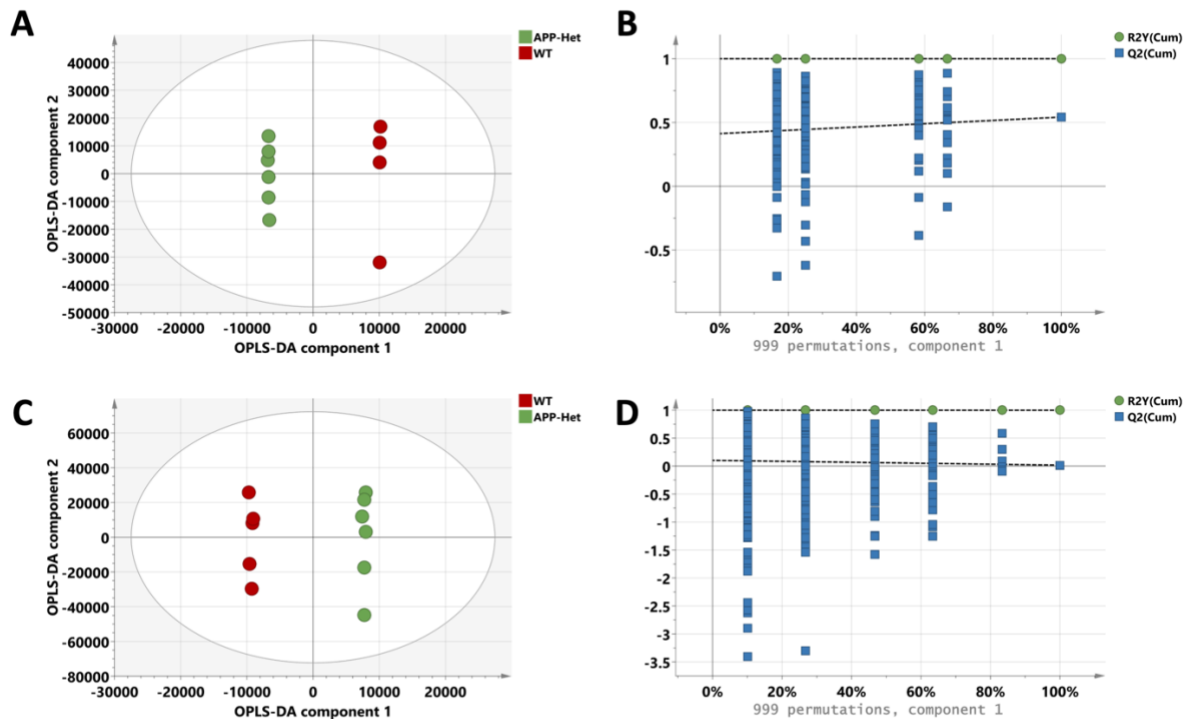 A
APP-Het
WT
40000
30000
20000
10000
0
-10000
-20000
-30000
-40000
-50000
-30000 -20000 -10000 0 10000 20000
OPLS-DA component 2
OPLS-DA component 1
B
R2Y(Cum)
Q2(Cum)
1
0.5
0
-0.5
0% 20% 40% 60% 80% 100%
999 permutations, component 1
C
WT
APP-Het
60000
40000
20000
0
-20000
-40000
-60000
-80000
-30000 -20000 -10000 0 10000 20000
OPLS-DA component 2
OPLS-DA component 1
D
R2Y(Cum)
Q2(Cum)
1
0.5
0
-0.5
-1
-1.5
-2
-2.5
-3
-3.5
0% 20% 40% 60% 80% 100%
999 permutations, component 1